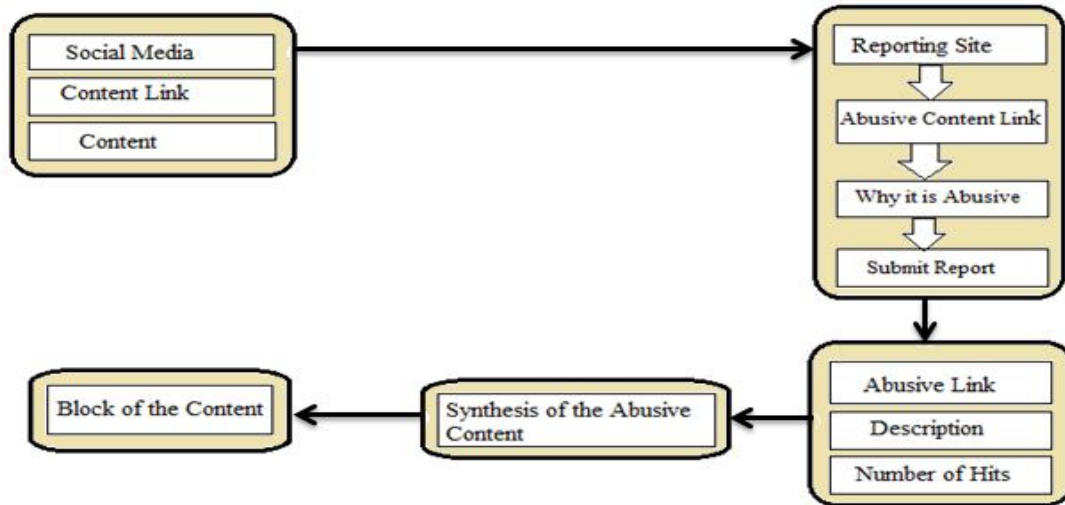 Social Media
Content Link
Content
Reporting Site
Abusive Content Link
Why it is Abusive
Submit Report
Abusive Link
Description
Number of Hits
Synthesis of the Abusive
Content
Block of the Content